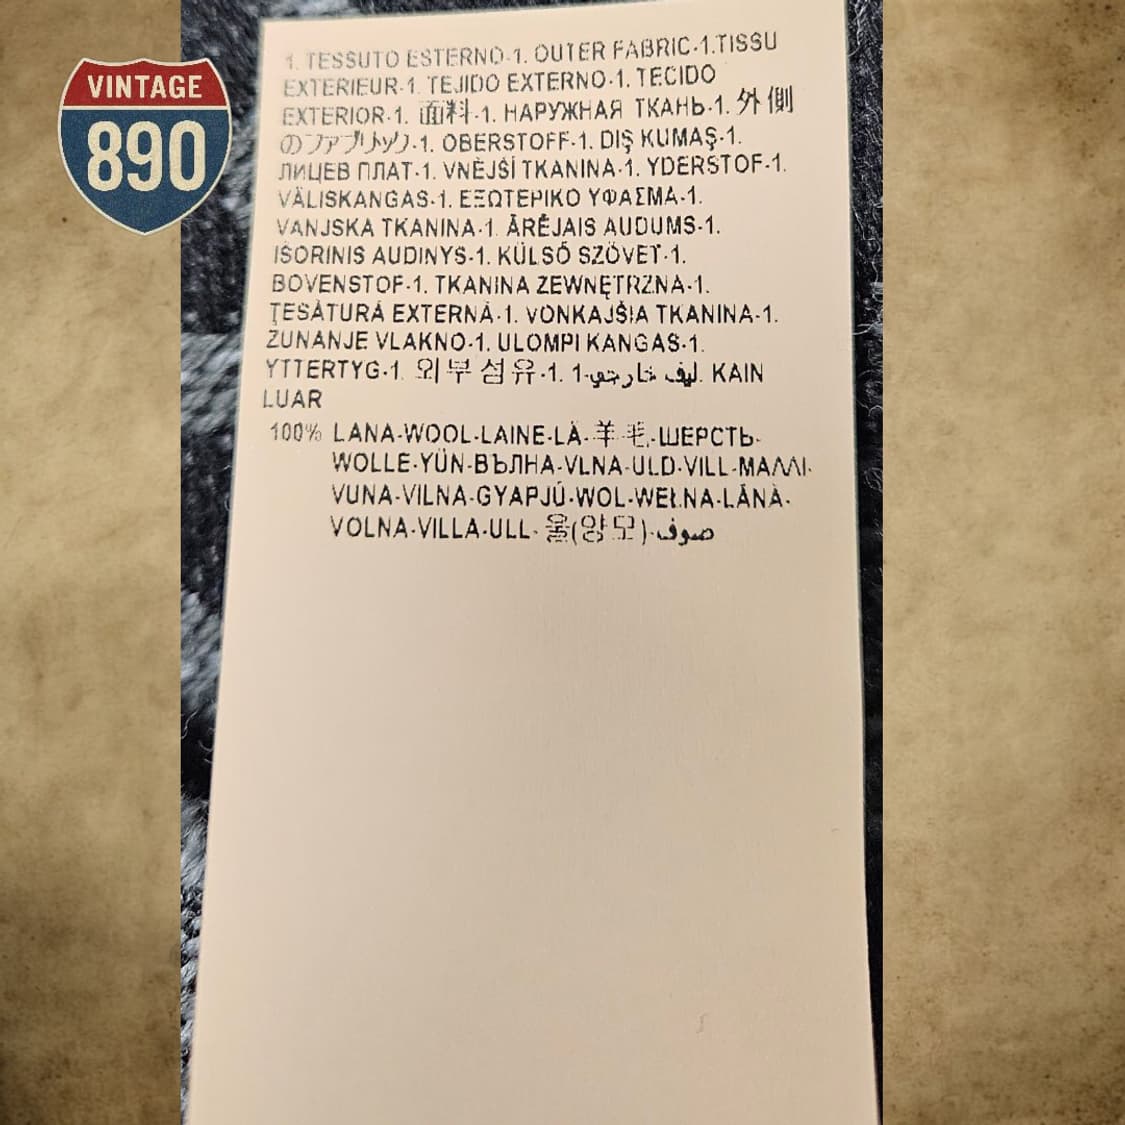 VINTAGE
890
1. TESSUTO ESTERNO-1. OUTER FABRIC-1.TISSU
EXTERIEUR-1. TEJIDO EXTERNO-1. TECIDO
EXTERIOR-1. 面料-1. НАРУЖНАЯ ТКАНЬ-1. 外側
のファブリック-1. OBERSTOFF-1. DIŞ KUMAŞ-1.
ЛИЦЕВ ПЛАТ-1. VNĚJŠÍ TKANINA-1. YDERSTOF-1.
VÄLISKANGAS-1. ΕΞΩΤΕΡΙΚΟ ΥΦΑΣΜΑ-1.
VANJSKA TKANINA-1. ĀRĒJAIS AUDUMS-1.
IŠORINIS AUDINYS-1. KÜLSŐ SZÖVET-1.
BOVENSTOF-1. TKANINA ZEWNĘTRZNA-1.
ŢESĂTURĂ EXTERNĂ-1. VONKAJŠIA TKANINA-1.
ZUNANJE VLAKNO-1. ULOMPI KANGAS-1.
YTTERTYG-1. 외부 섬유-1. 1-ليف خارجي. KAIN
LUAR
100% LANA-WOOL-LAINE-LÃ-羊毛-ШЕРСТЬ-
WOLLE-YÜN-ВЪЛНА-VLNA-ULD-VILL-ΜΑΛΛΙ-
VUNA-VILNA-GYAPJÚ-WOL-WEŁNA-LÂNĂ-
VOLNA-VILLA-ULL-울(양모)-صوف